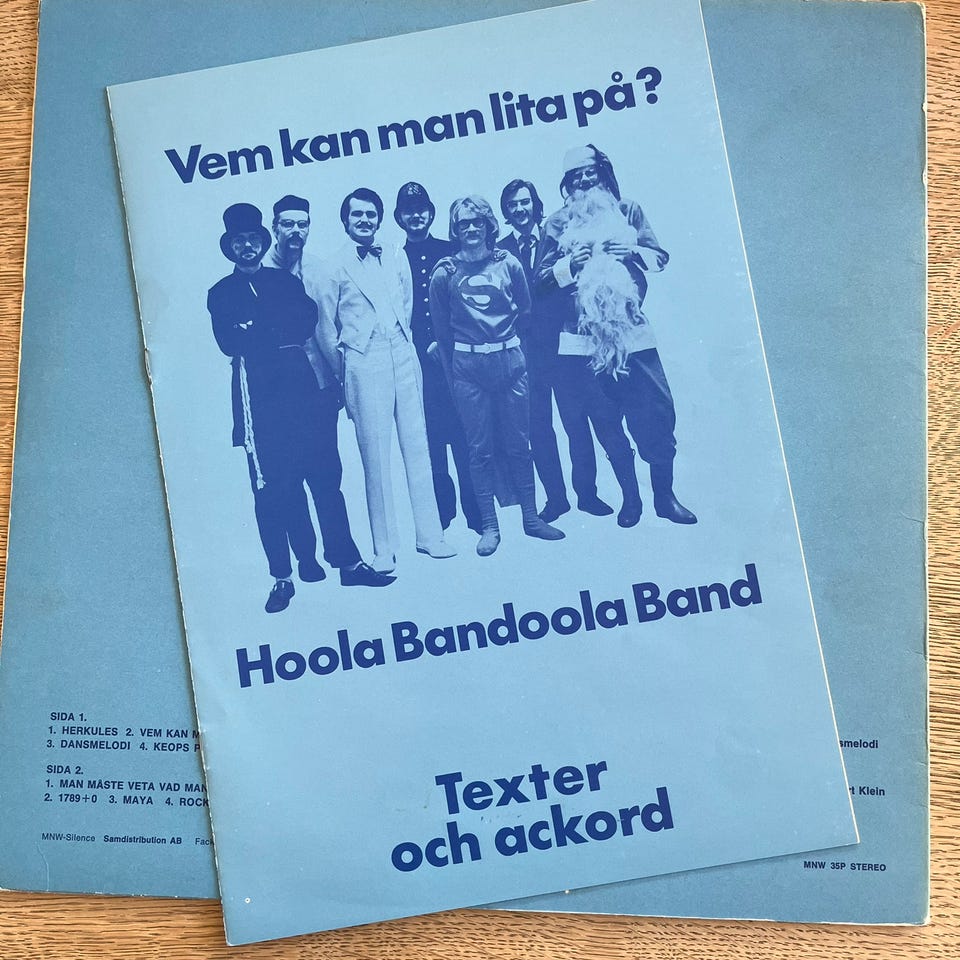 Vem kan man lita på?
S
Hoola Bandoola Band
Texter
och ackord
SIDA 1.
1. HERKULES 2. VEM KAN
3. DANSMELODI 4. KEOPS
SIDA 2.
1. MAN MÅSTE VETA VAD MAN
2. 1789+0 3. MAYA 4. ROCK
MNW-Silence Samdistribution AB
Klein
MNW 35P STEREO